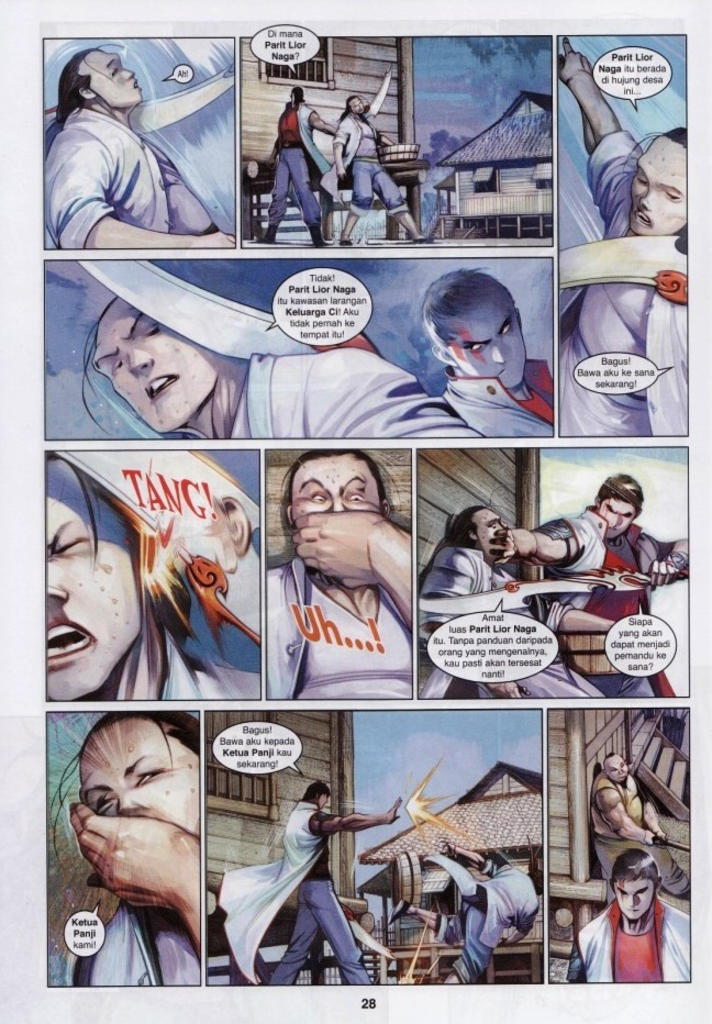 Ah!
Di mana
Parit Lior
Naga?
Parit Lior
Naga itu berada
di hujung desa
ini...
Tidak!
Parit Lior Naga
itu kawasan larangan
Keluarga Ci! Aku
tidak pernah ke
tempat itu!
Bagus!
Bawa aku ke sana
sekarang!
TANG!
Uh...!
Amat
luas Parit Lior Naga
itu. Tanpa panduan daripada
orang yang mengenalnya,
kau pasti akan tersesat
nanti!
Siapa
yang akan
dapat menjadi
pemandu ke
sana?
Ketua
Panji
kami!
Bagus!
Bawa aku kepada
Ketua Panji kau
sekarang!
28